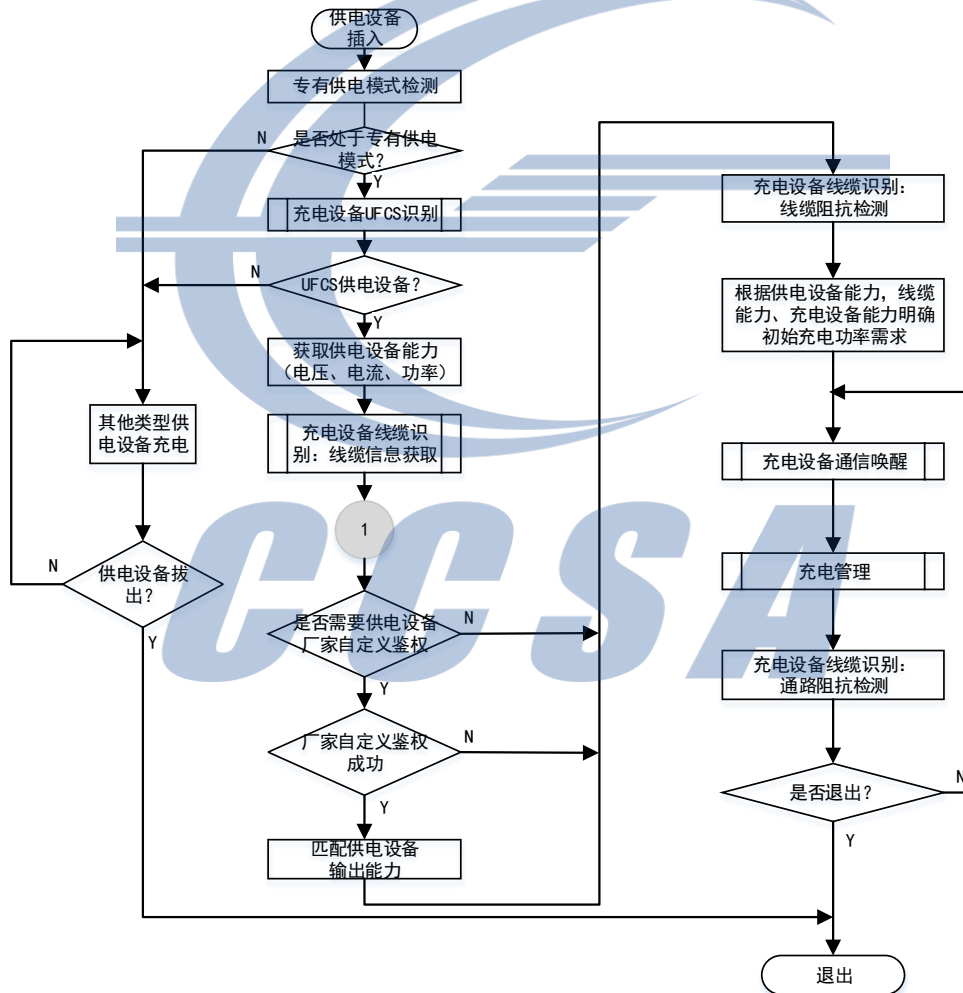 供电设备
插入
专有供电模式检测
是否处于专有供电
模式?
N
Y
充电设备UFCS识别
UFCS供电设备?
N
Y
获取供电设备能力
(电压、电流、功率)
充电设备线缆识
别: 线缆信息获取
1
是否需要供电设备
厂家自定义鉴权
N
Y
厂家自定义鉴权
成功
N
Y
匹配供电设备
输出能力
其他类型供
电设备充电
供电设备拔
出?
N
Y
充电设备线缆识别:
线缆阻抗检测
根据供电设备能力, 线缆
能力、充电设备能力明确
初始充电功率需求
充电设备通信唤醒
充电管理
充电设备线缆识别:
通路阻抗检测
是否退出?
N
Y
退出
CCSA